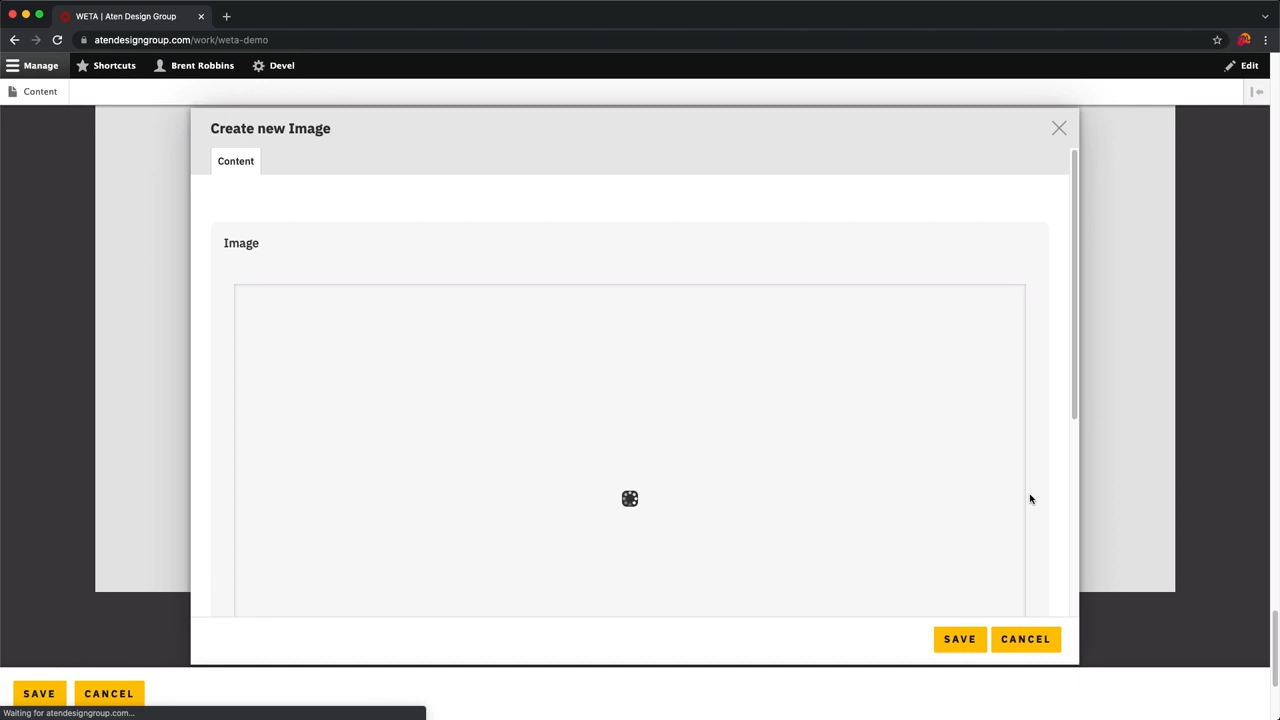 WETA | Aten Design Group
atendesigngroup.com/work/weta-demo
Manage Shortcuts Brent Robbins Devel Edit
Content
Create new Image
Content
Image
SAVE CANCEL
SAVE CANCEL
Waiting for atendesigngroup.com...